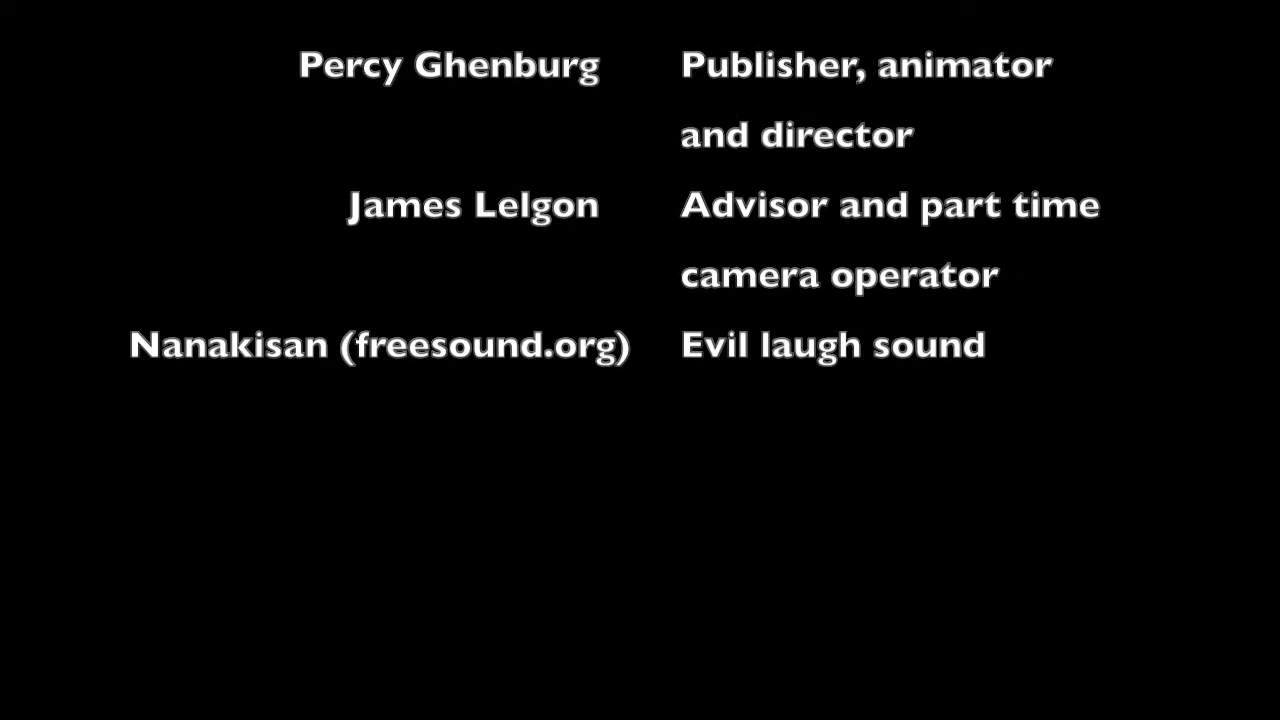 Percy Ghenburg Publisher, animator
and director
James Lelgon Advisor and part time
camera operator
Nanakisan (freesound.org) Evil laugh sound